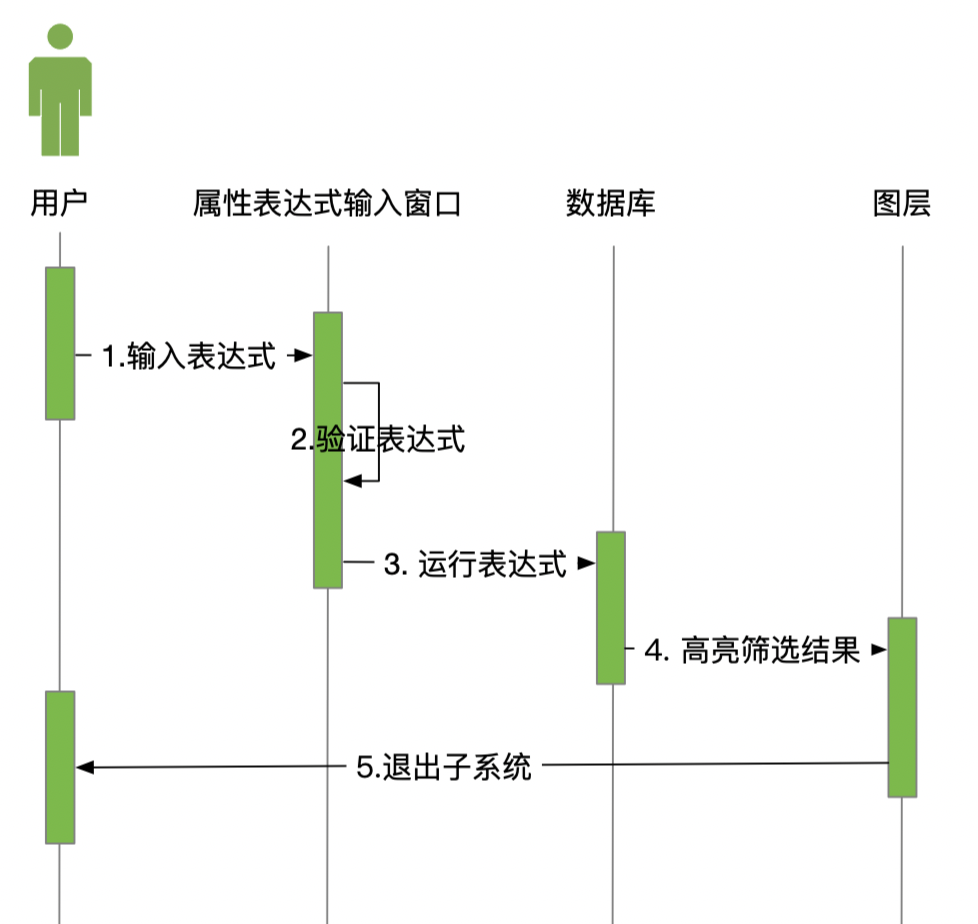 用户
属性表达式输入窗口
数据库
图层
1.输入表达式
2.验证表达式
3. 运行表达式
4. 高亮筛选结果
5.退出子系统